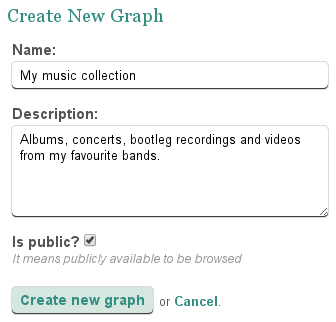 Create New Graph
Name:
My music collection
Description:
Albums, concerts, bootleg recordings and videos
from my favourite bands.
Is public?
It means publicly available to be browsed
Create new graph or Cancel.